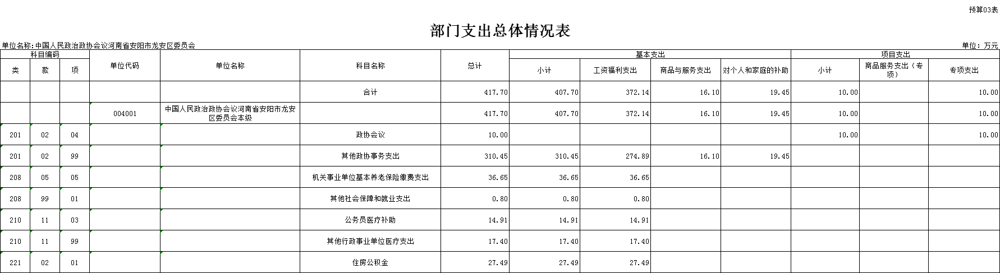 预算03表
部门支出总体情况表
单位名称:中国人民政治政协会议河南省安阳市龙安区委员会 单位：万元
科目编码 单位代码 单位名称 科目名称 总计 基本支出 项目支出
类 款 项 小计 工资福利支出 商品与服务支出 对个人和家庭的补助 小计 商品服务支出（专项） 专项支出
合计 417.70 407.70 372.14 16.10 19.45 10.00 10.00
004001 中国人民政治政协会议河南省安阳市龙安区委员会本级 417.70 407.70 372.14 16.10 19.45 10.00 10.00
201 02 04 政协会议 10.00 10.00 10.00
201 02 99 其他政协事务支出 310.45 310.45 274.89 16.10 19.45
208 05 05 机关事业单位基本养老保险缴费支出 36.65 36.65 36.65
208 99 01 其他社会保障和就业支出 0.80 0.80 0.80
210 11 03 公务员医疗补助 14.91 14.91 14.91
210 11 99 其他行政事业单位医疗支出 17.40 17.40 17.40
221 02 01 住房公积金 27.49 27.49 27.49